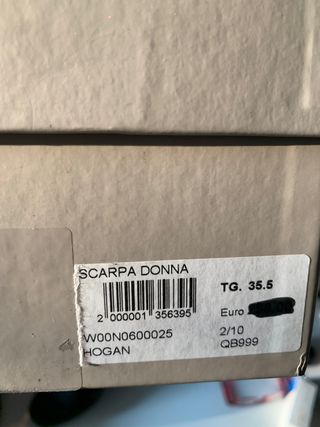 SCARPA DONNA
TG. 35.5
2 000001 356395
Euro
W00N0600025
2/10
HOGAN
QB999